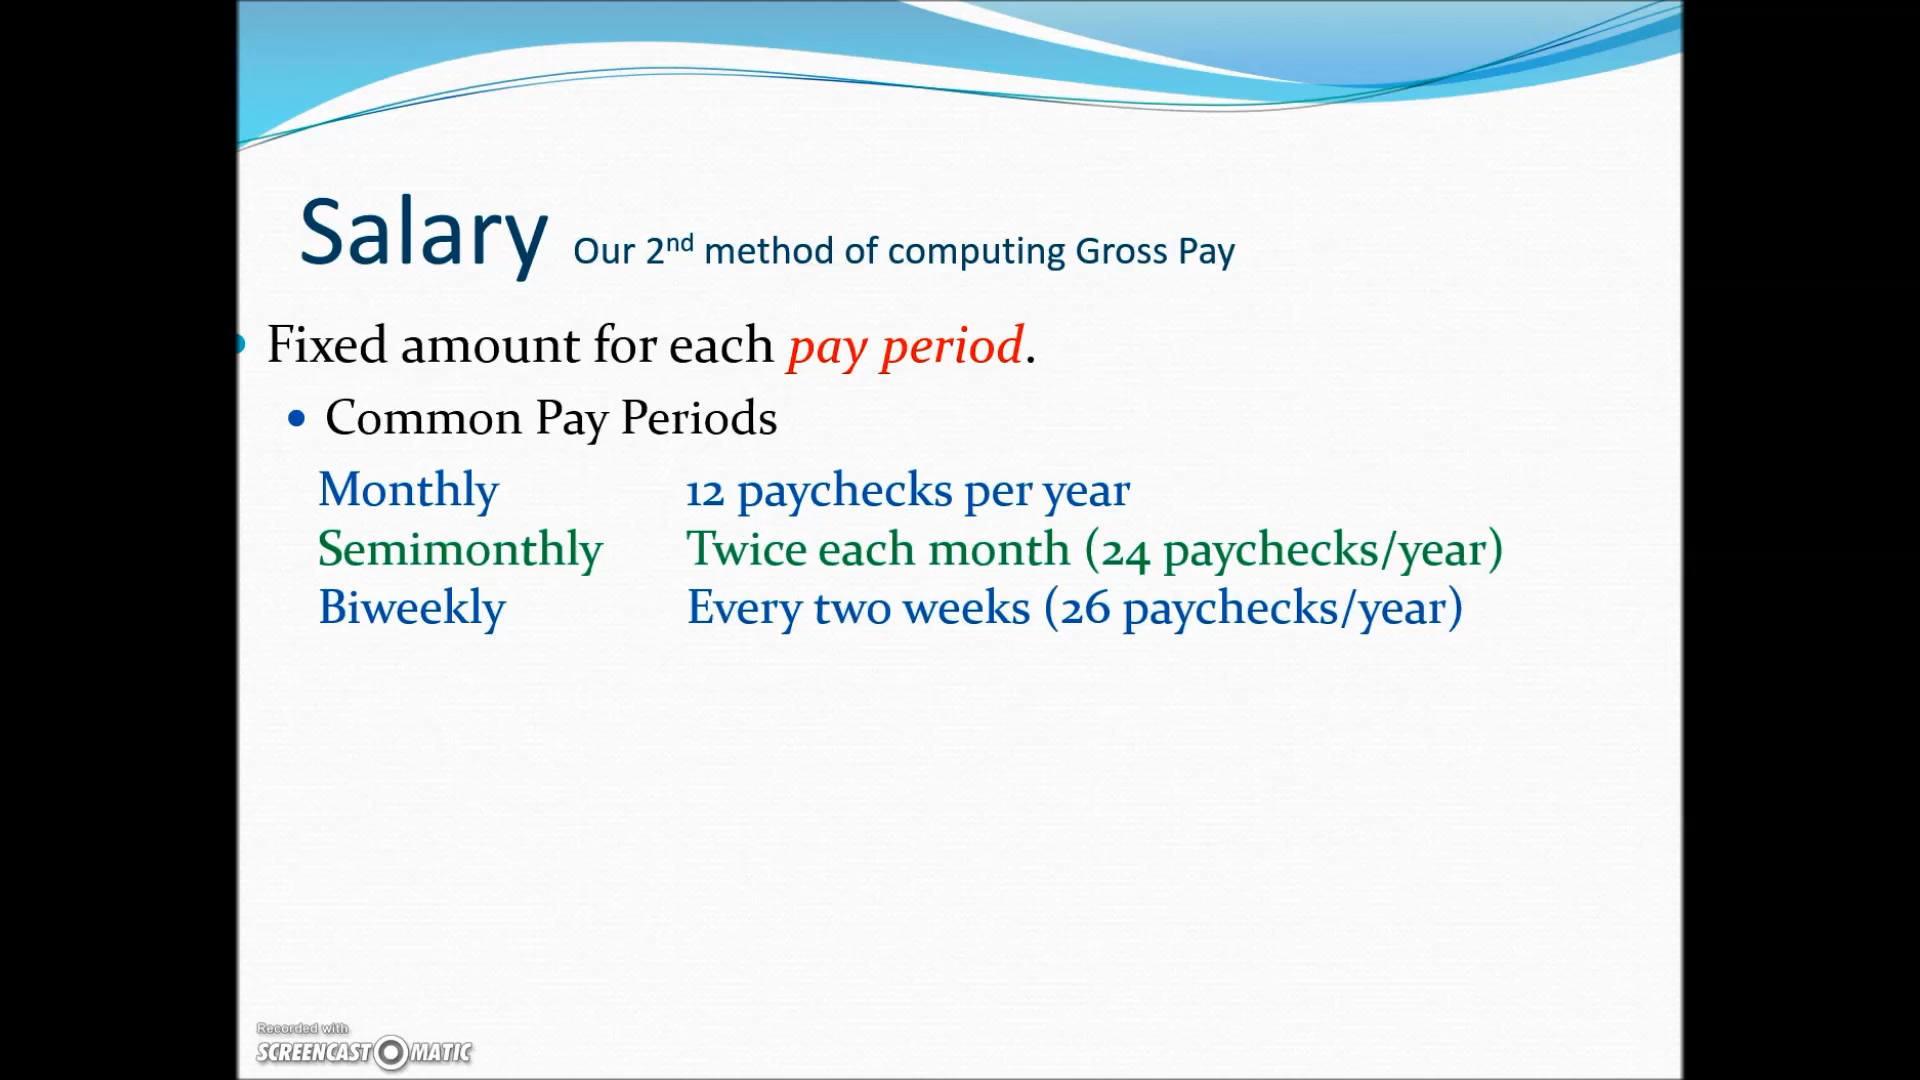 Salary Our 2nd method of computing Gross Pay
Fixed amount for each pay period.
• Common Pay Periods
Monthly 12 paychecks per year
Semimonthly Twice each month (24 paychecks/year)
Biweekly Every two weeks (26 paychecks/year)
Recorded with
SCREENCAST-O-MATIC